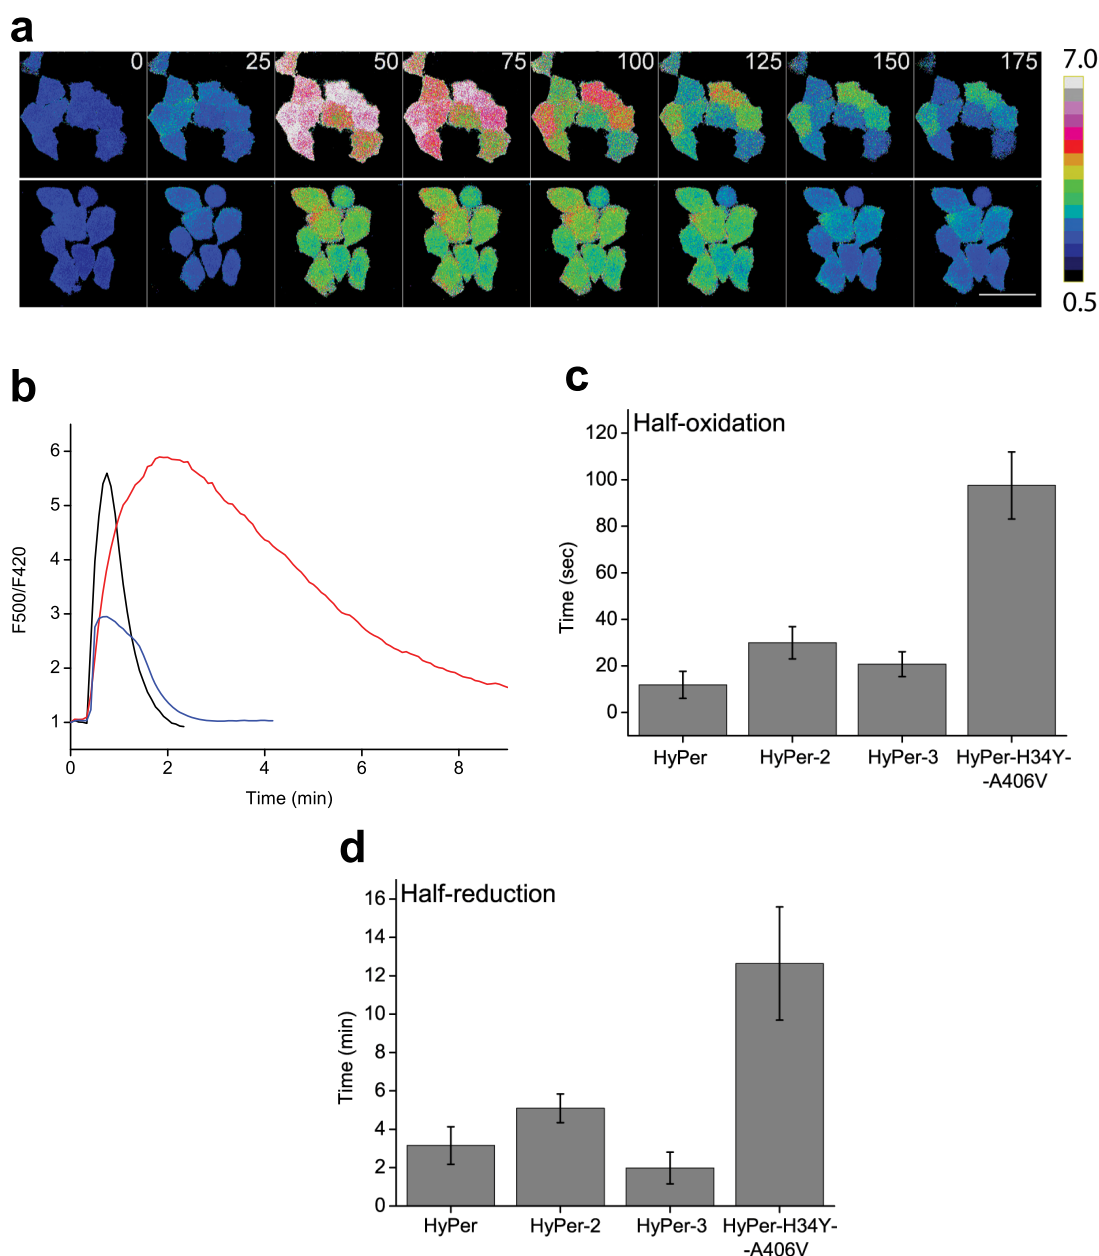 a
0 25 50 75 100 125 150 175
7.0
0.5
b
6
5
4
3
2
1
F500/F420
0 2 4 6 8
Time (min)
c
Half-oxidation
120
100
80
60
40
20
0
Time (sec)
HyPer HyPer-2 HyPer-3 HyPer-H34Y-
-A406V
d
Half-reduction
16
14
12
10
8
6
4
2
0
Time (min)
HyPer HyPer-2 HyPer-3 HyPer-H34Y-
-A406V